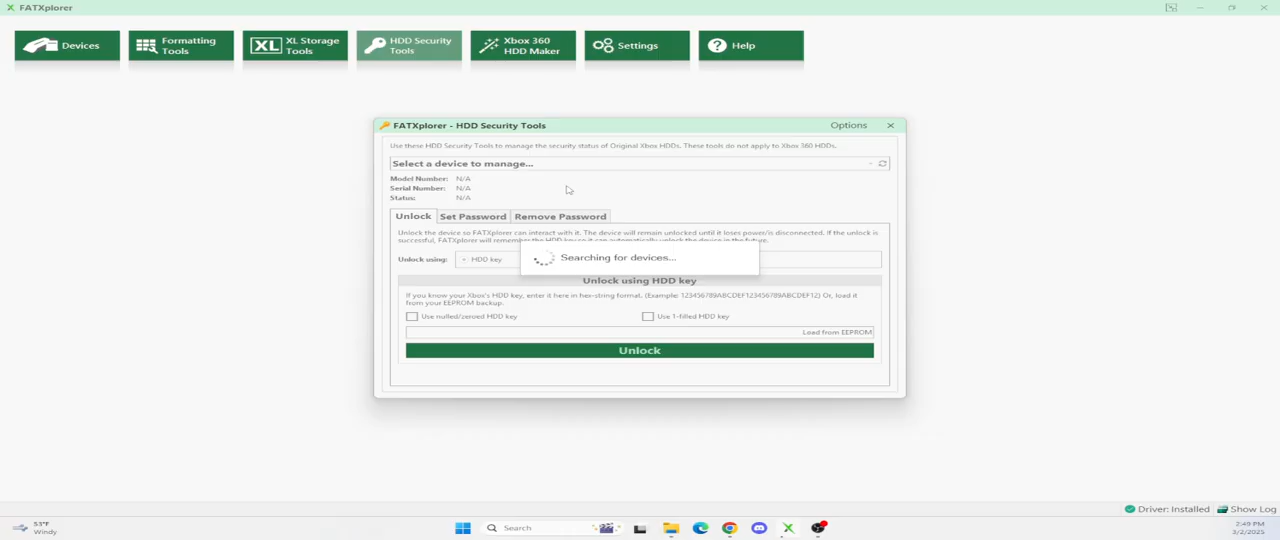 FATXplorer
Devices
Formatting
Tools
XL
XL Storage
Tools
HDD Security
Tools
Xbox 360
HDD Maker
Settings
Help
FATXplorer - HDD Security Tools
Options
Use these HDD Security Tools to manage the security status of Original Xbox HDDs. These tools do not apply to Xbox 360 HDDs.
Select a device to manage...
Model Number: N/A
Serial Number: N/A
Status: N/A
Unlock Set Password Remove Password
Unlock the device so FATXplorer can interact with it. The device will remain unlocked until it loses power/is disconnected. If the unlock is
successful, FATXplorer will remember the HDD key so it can automatically unlock the device in the future.
Searching for devices...
Unlock using: HDD key
Unlock using HDD key
If you know your Xbox's HDD key, enter it here in hex-string format. (Example: 123456789ABCDEF123456789ABCDEF12) Or, load it
from your EEPROM backup.
Use nulled/zeroed HDD key
Use 1-filled HDD key
Load from EEPROM
Unlock
Driver: Installed
Show Log
53°F
Windy
Search
2:49 PM
3/2/2025